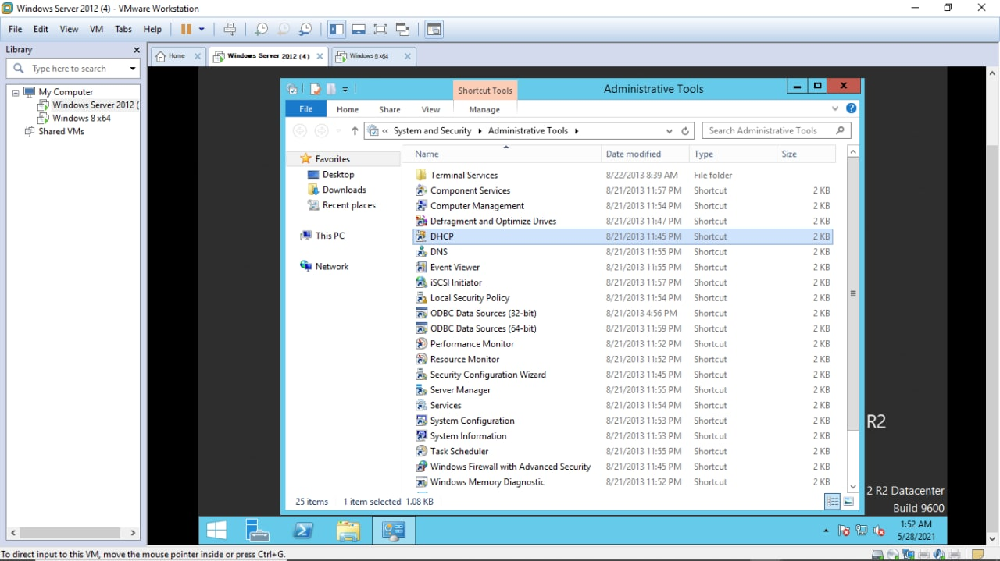 Windows Server 2012 (4) - VMware Workstation
File Edit View VM Tabs Help
Library
Type here to search
My Computer
Windows Server 2012 (
Windows 8 x64
Shared VMs
Home
Windows Server 2012 (4)
Windows 8 x64
Shortcut Tools
Administrative Tools
File Home Share View Manage
« System and Security Administrative Tools
Search Administrative Tools
Favorites
Desktop
Downloads
Recent places
This PC
Network
Name Date modified Type Size
Terminal Services 8/22/2013 8:39 AM File folder
Component Services 8/21/2013 11:57 PM Shortcut 2 KB
Computer Management 8/21/2013 11:54 PM Shortcut 2 KB
Defragment and Optimize Drives 8/21/2013 11:47 PM Shortcut 2 KB
DHCP 8/21/2013 11:45 PM Shortcut 2 KB
DNS 8/21/2013 11:55 PM Shortcut 2 KB
Event Viewer 8/21/2013 11:55 PM Shortcut 2 KB
iSCSI Initiator 8/21/2013 11:57 PM Shortcut 2 KB
Local Security Policy 8/21/2013 11:54 PM Shortcut 2 KB
ODBC Data Sources (32-bit) 8/21/2013 4:56 PM Shortcut 2 KB
ODBC Data Sources (64-bit) 8/21/2013 11:59 PM Shortcut 2 KB
Performance Monitor 8/21/2013 11:52 PM Shortcut 2 KB
Resource Monitor 8/21/2013 11:52 PM Shortcut 2 KB
Security Configuration Wizard 8/21/2013 11:45 PM Shortcut 2 KB
Server Manager 8/21/2013 11:55 PM Shortcut 2 KB
Services 8/21/2013 11:54 PM Shortcut 2 KB
System Configuration 8/21/2013 11:53 PM Shortcut 2 KB
System Information 8/21/2013 11:53 PM Shortcut 2 KB
Task Scheduler 8/21/2013 11:55 PM Shortcut 2 KB
Windows Firewall with Advanced Security 8/21/2013 11:45 PM Shortcut 2 KB
Windows Memory Diagnostic 8/21/2013 11:52 PM Shortcut 2 KB
25 items 1 item selected 1.08 KB
R2
2 R2 Datacenter
Build 9600
1:52 AM
5/28/2021
To direct input to this VM, move the mouse pointer inside or press Ctrl+G.